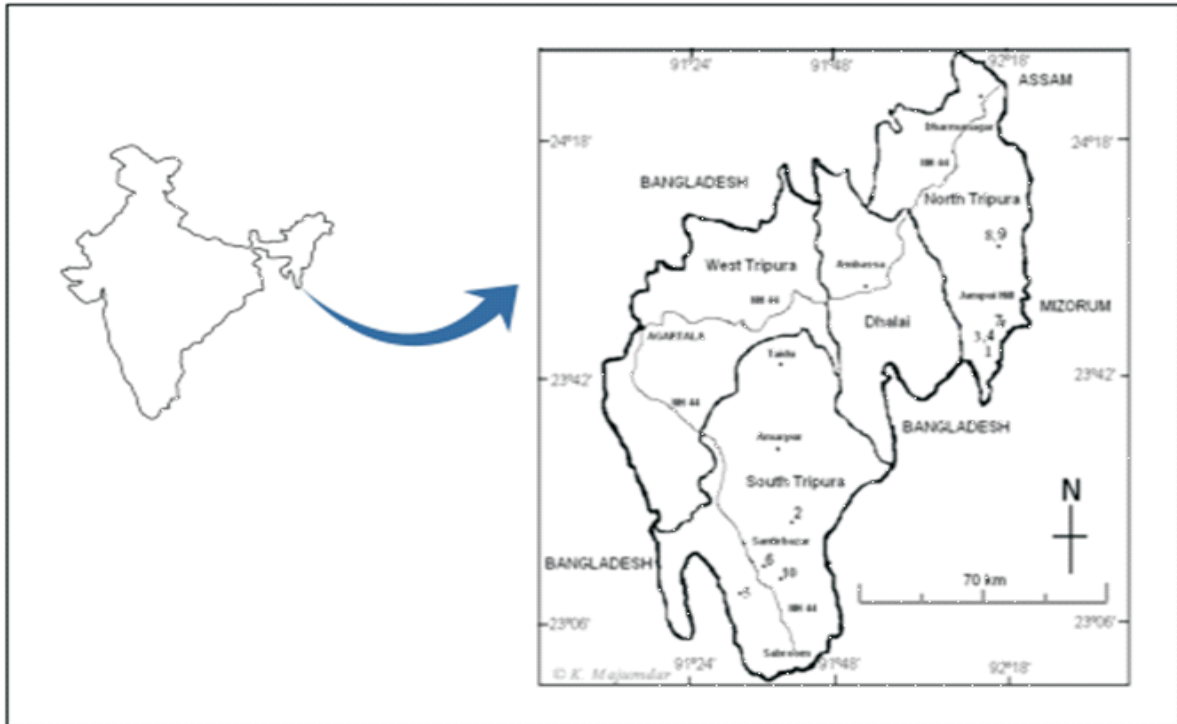 91°24'
91°48'
92°18'
ASSAM
Dharmanagar
24°18'
24°18'
NH 44
BANGLADESH
North Tripura
8,9
West Tripura
Ambassa
NH 44
Jampui Hill
MIZORUM
Dhalai
7
3,4
AGARTALA
1
Taidu
23°42'
23°42'
NH 44
BANGLADESH
Amarpur
South Tripura
N
2
Santirbazar
BANGLADESH
6
10
70 km
5
NH 44
23°06'
23°06'
Sabroom
91°24'
91°48'
92°18'
© K. Majumdar